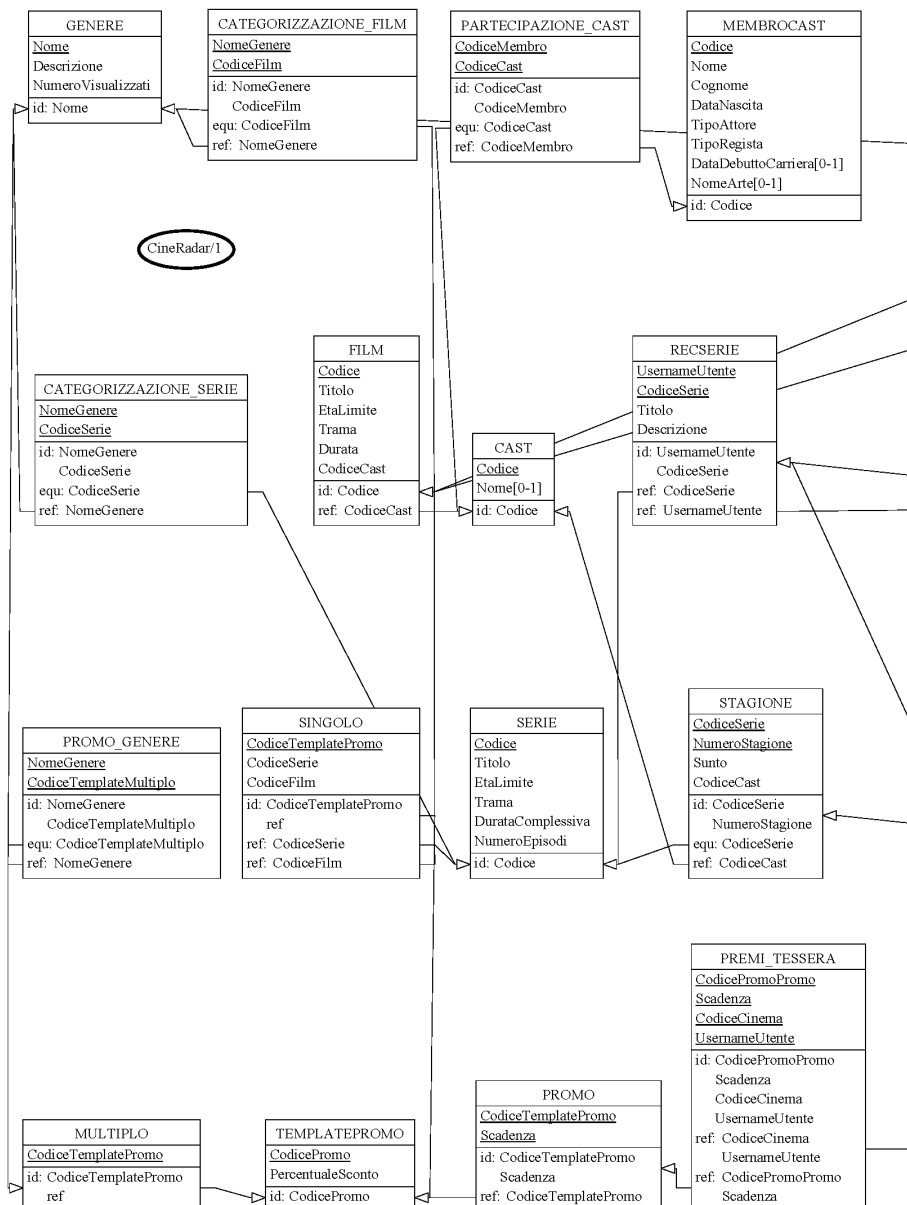 GENERE
Nome
Descrizione
NumeroVisualizzati
id: Nome
CATEGORIZZAZIONE_FILM
NomeGenere
CodiceFilm
id: NomeGenere
CodiceFilm
equ: CodiceFilm
ref: NomeGenere
PARTECIPAZIONE_CAST
CodiceMembro
CodiceCast
id: CodiceCast
CodiceMembro
equ: CodiceCast
ref: CodiceMembro
MEMBROCAST
Codice
Nome
Cognome
DataNascita
TipoAttore
TipoRegista
DataDebuttoCarriera[0-1]
NomeArte[0-1]
id: Codice
CineRadar/1
CATEGORIZZAZIONE_SERIE
NomeGenere
CodiceSerie
id: NomeGenere
CodiceSerie
equ: CodiceSerie
ref: NomeGenere
FILM
Codice
Titolo
EtaLimite
Trama
Durata
CodiceCast
id: Codice
ref: CodiceCast
CAST
Codice
Nome[0-1]
id: Codice
RECSERIE
UsernameUtente
CodiceSerie
Titolo
Descrizione
id: UsernameUtente
CodiceSerie
ref: CodiceSerie
ref: UsernameUtente
PROMO_GENERE
NomeGenere
CodiceTemplateMultiplo
id: NomeGenere
CodiceTemplateMultiplo
equ: CodiceTemplateMultiplo
ref: NomeGenere
SINGOLO
CodiceTemplatePromo
CodiceSerie
CodiceFilm
id: CodiceTemplatePromo
ref
ref: CodiceSerie
ref: CodiceFilm
SERIE
Codice
Titolo
EtaLimite
Trama
DurataComplessiva
NumeroEpisodi
id: Codice
STAGIONE
CodiceSerie
NumeroStagione
Sunto
CodiceCast
id: CodiceSerie
NumeroStagione
equ: CodiceSerie
ref: CodiceCast
MULTIPLO
CodiceTemplatePromo
id: CodiceTemplatePromo
ref
TEMPLATEPROMO
CodicePromo
PercentualeSconto
id: CodicePromo
PROMO
CodiceTemplatePromo
Scadenza
id: CodiceTemplatePromo
Scadenza
ref: CodiceTemplatePromo
PREMI_TESSERA
CodicePromoPromo
Scadenza
CodiceCinema
UsernameUtente
id: CodicePromoPromo
Scadenza
CodiceCinema
UsernameUtente
ref: CodiceCinema
UsernameUtente
ref: CodicePromoPromo
Scadenza